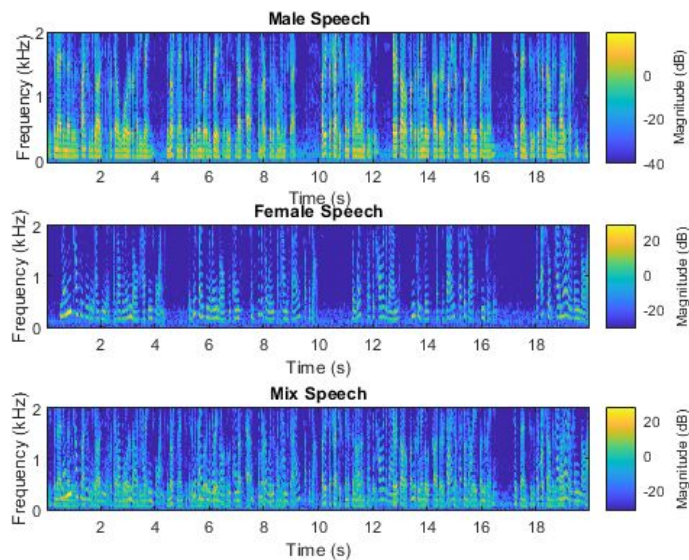 Male Speech
Frequency (kHz)
2
1
0
2 4 6 8 10 12 14 16 18
Time (s)
0
-20
-40
Magnitude (dB)
Female Speech
Frequency (kHz)
2
1
0
2 4 6 8 10 12 14 16 18
Time (s)
20
0
-20
Magnitude (dB)
Mix Speech
Frequency (kHz)
2
1
0
2 4 6 8 10 12 14 16 18
Time (s)
20
0
-20
Magnitude (dB)